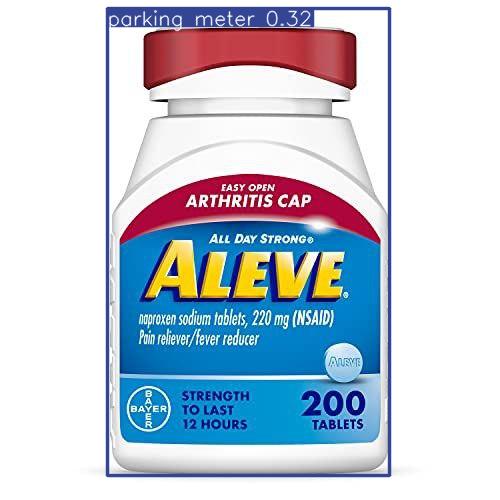 parking meter 0.32
EASY OPEN
ARTHRITIS CAP
ALL DAY STRONG®
ALEVE®
naproxen sodium tablets, 220 mg (NSAID)
Pain reliever/fever reducer
ALEVE
BAYER
BAYER
STRENGTH
TO LAST
12 HOURS
200
TABLETS